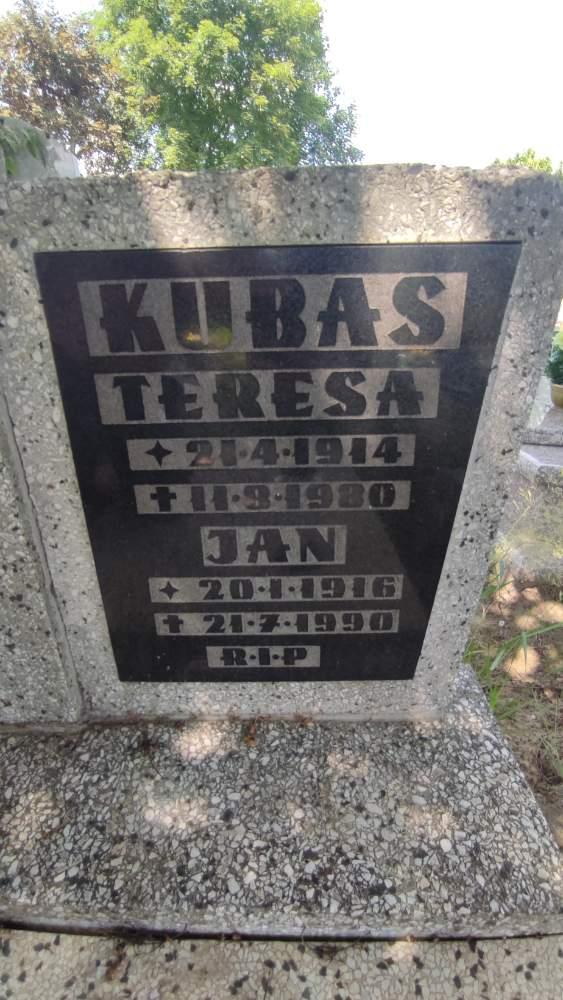 KUBAS
TERESA
✦ 21·4·1914
✝ 11·9·1980
JAN
✦ 20·1·1916
✝ 21·7·1990
R·I·P